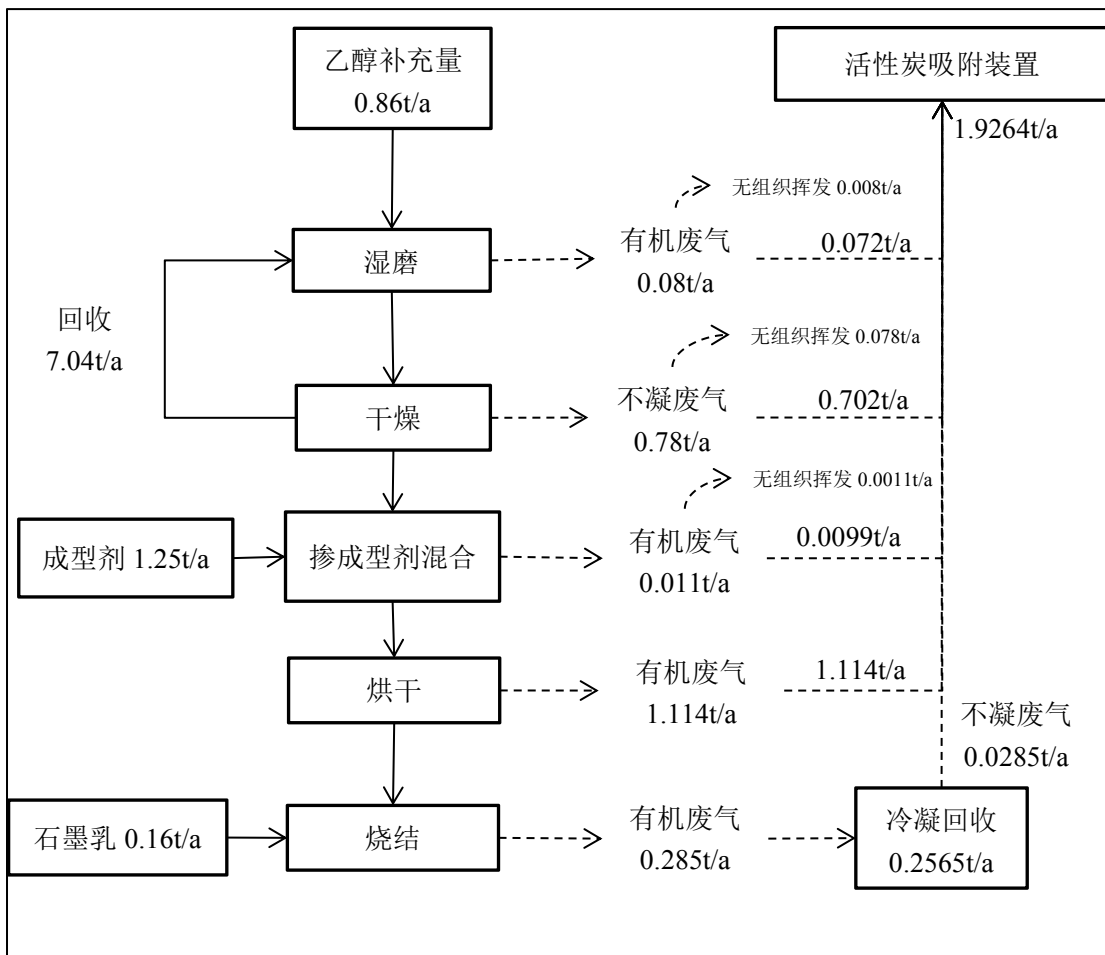 乙醇补充量
0.86t/a
活性炭吸附装置
1.9264t/a
无组织挥发 0.008t/a
湿磨
有机废气
0.08t/a
0.072t/a
回收
7.04t/a
无组织挥发 0.078t/a
干燥
不凝废气
0.78t/a
0.702t/a
无组织挥发 0.0011t/a
成型剂 1.25t/a
掺成型剂混合
有机废气
0.011t/a
0.0099t/a
烘干
有机废气
1.114t/a
1.114t/a
不凝废气
0.0285t/a
石墨乳 0.16t/a
烧结
有机废气
0.285t/a
冷凝回收
0.2565t/a